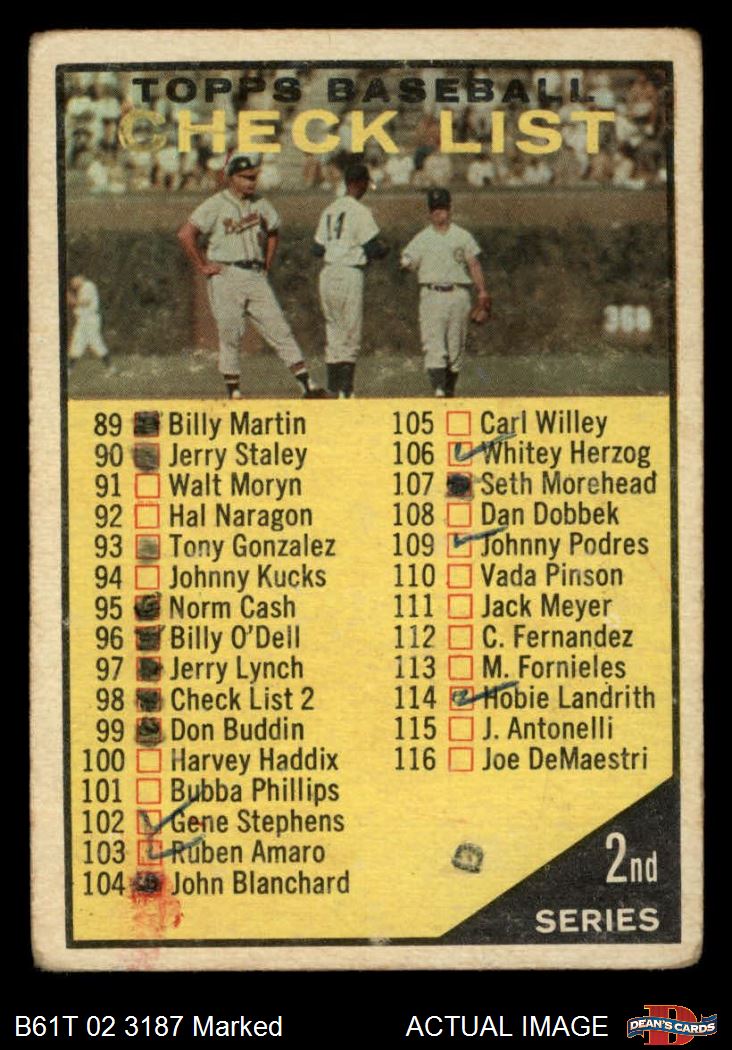 TOPPS BASEBALL
CHECK LIST
14
368
89 Billy Martin
90 Jerry Staley
91 Walt Moryn
92 Hal Naragon
93 Tony Gonzalez
94 Johnny Kucks
95 Norm Cash
96 Billy O'Dell
97 Jerry Lynch
98 Check List 2
99 Don Buddin
100 Harvey Haddix
101 Bubba Phillips
102 Gene Stephens
103 Ruben Amaro
104 John Blanchard
105 Carl Willey
106 Whitey Herzog
107 Seth Morehead
108 Dan Dobbek
109 Johnny Podres
110 Vada Pinson
111 Jack Meyer
112 C. Fernandez
113 M. Fornieles
114 Hobie Landrith
115 J. Antonelli
116 Joe DeMaestri
2nd
SERIES
B61T 02 3187 Marked
ACTUAL IMAGE
DEAN'S CARDS